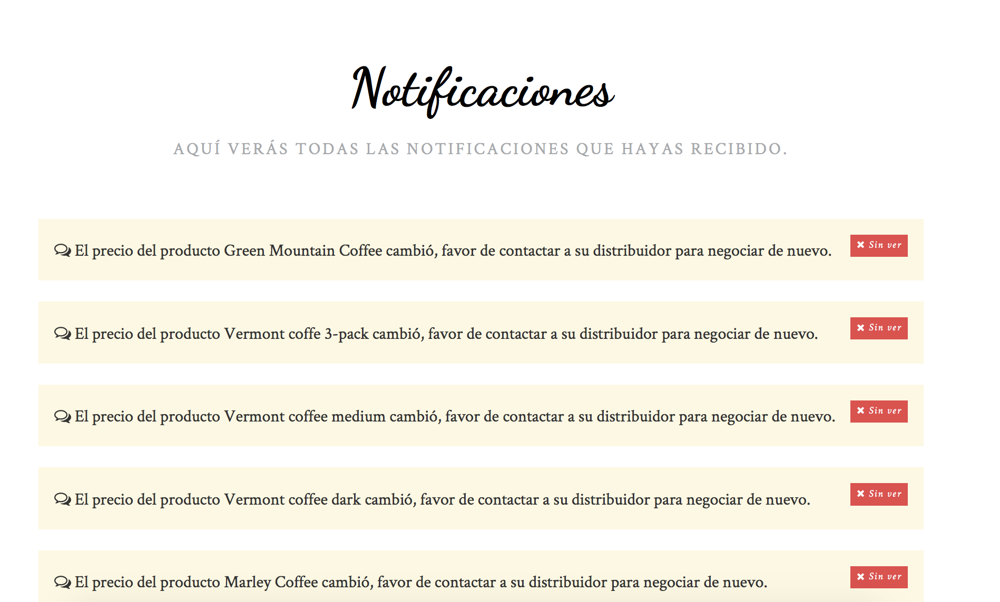 Notificaciones
AQUÍ VERÁS TODAS LAS NOTIFICACIONES QUE HAYAS RECIBIDO.
El precio del producto Green Mountain Coffee cambió, favor de contactar a su distribuidor para negociar de nuevo.
Sin ver
El precio del producto Vermont coffe 3-pack cambió, favor de contactar a su distribuidor para negociar de nuevo.
Sin ver
El precio del producto Vermont coffee medium cambió, favor de contactar a su distribuidor para negociar de nuevo.
Sin ver
El precio del producto Vermont coffee dark cambió, favor de contactar a su distribuidor para negociar de nuevo.
Sin ver
El precio del producto Marley Coffee cambió, favor de contactar a su distribuidor para negociar de nuevo.
Sin ver